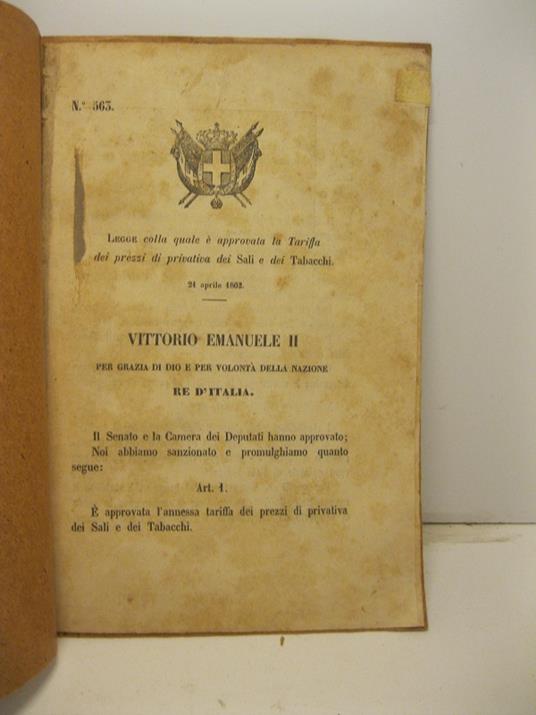 N.° 563.
LEGGE colla quale è approvata la Tariffa
dei prezzi di privativa dei Sali e dei Tabacchi.
21 aprile 1862.
VITTORIO EMANUELE II
PER GRAZIA DI DIO E PER VOLONTÀ DELLA NAZIONE
RE D'ITALIA.
Il Senato e la Camera dei Deputati hanno approvato;
Noi abbiamo sanzionato e promulghiamo quanto
segue:
Art. 1.
È approvata l'annessa tariffa dei prezzi di privativa
dei Sali e dei Tabacchi.